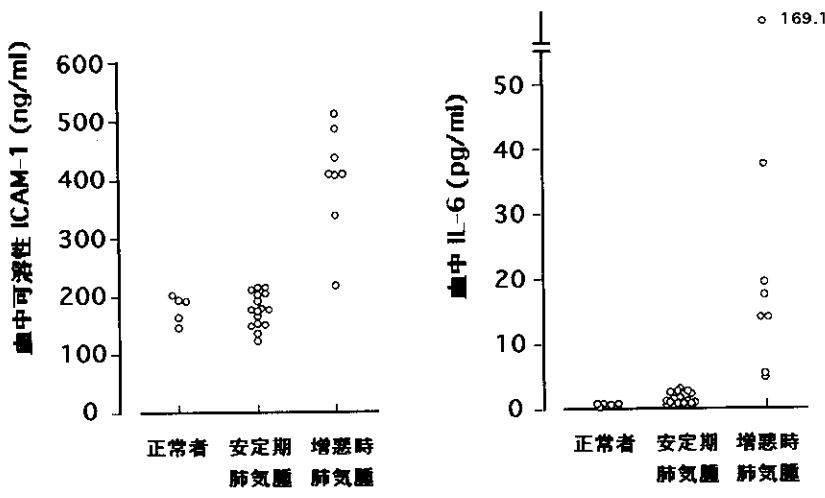 血中可溶性 ICAM-1 (ng/ml)
600
500
400
300
200
100
0
正常者
安定期
肺気腫
増悪時
肺気腫
血中 IL-6 (pg/ml)
169.1
50
40
30
20
10
0
正常者
安定期
肺気腫
増悪時
肺気腫